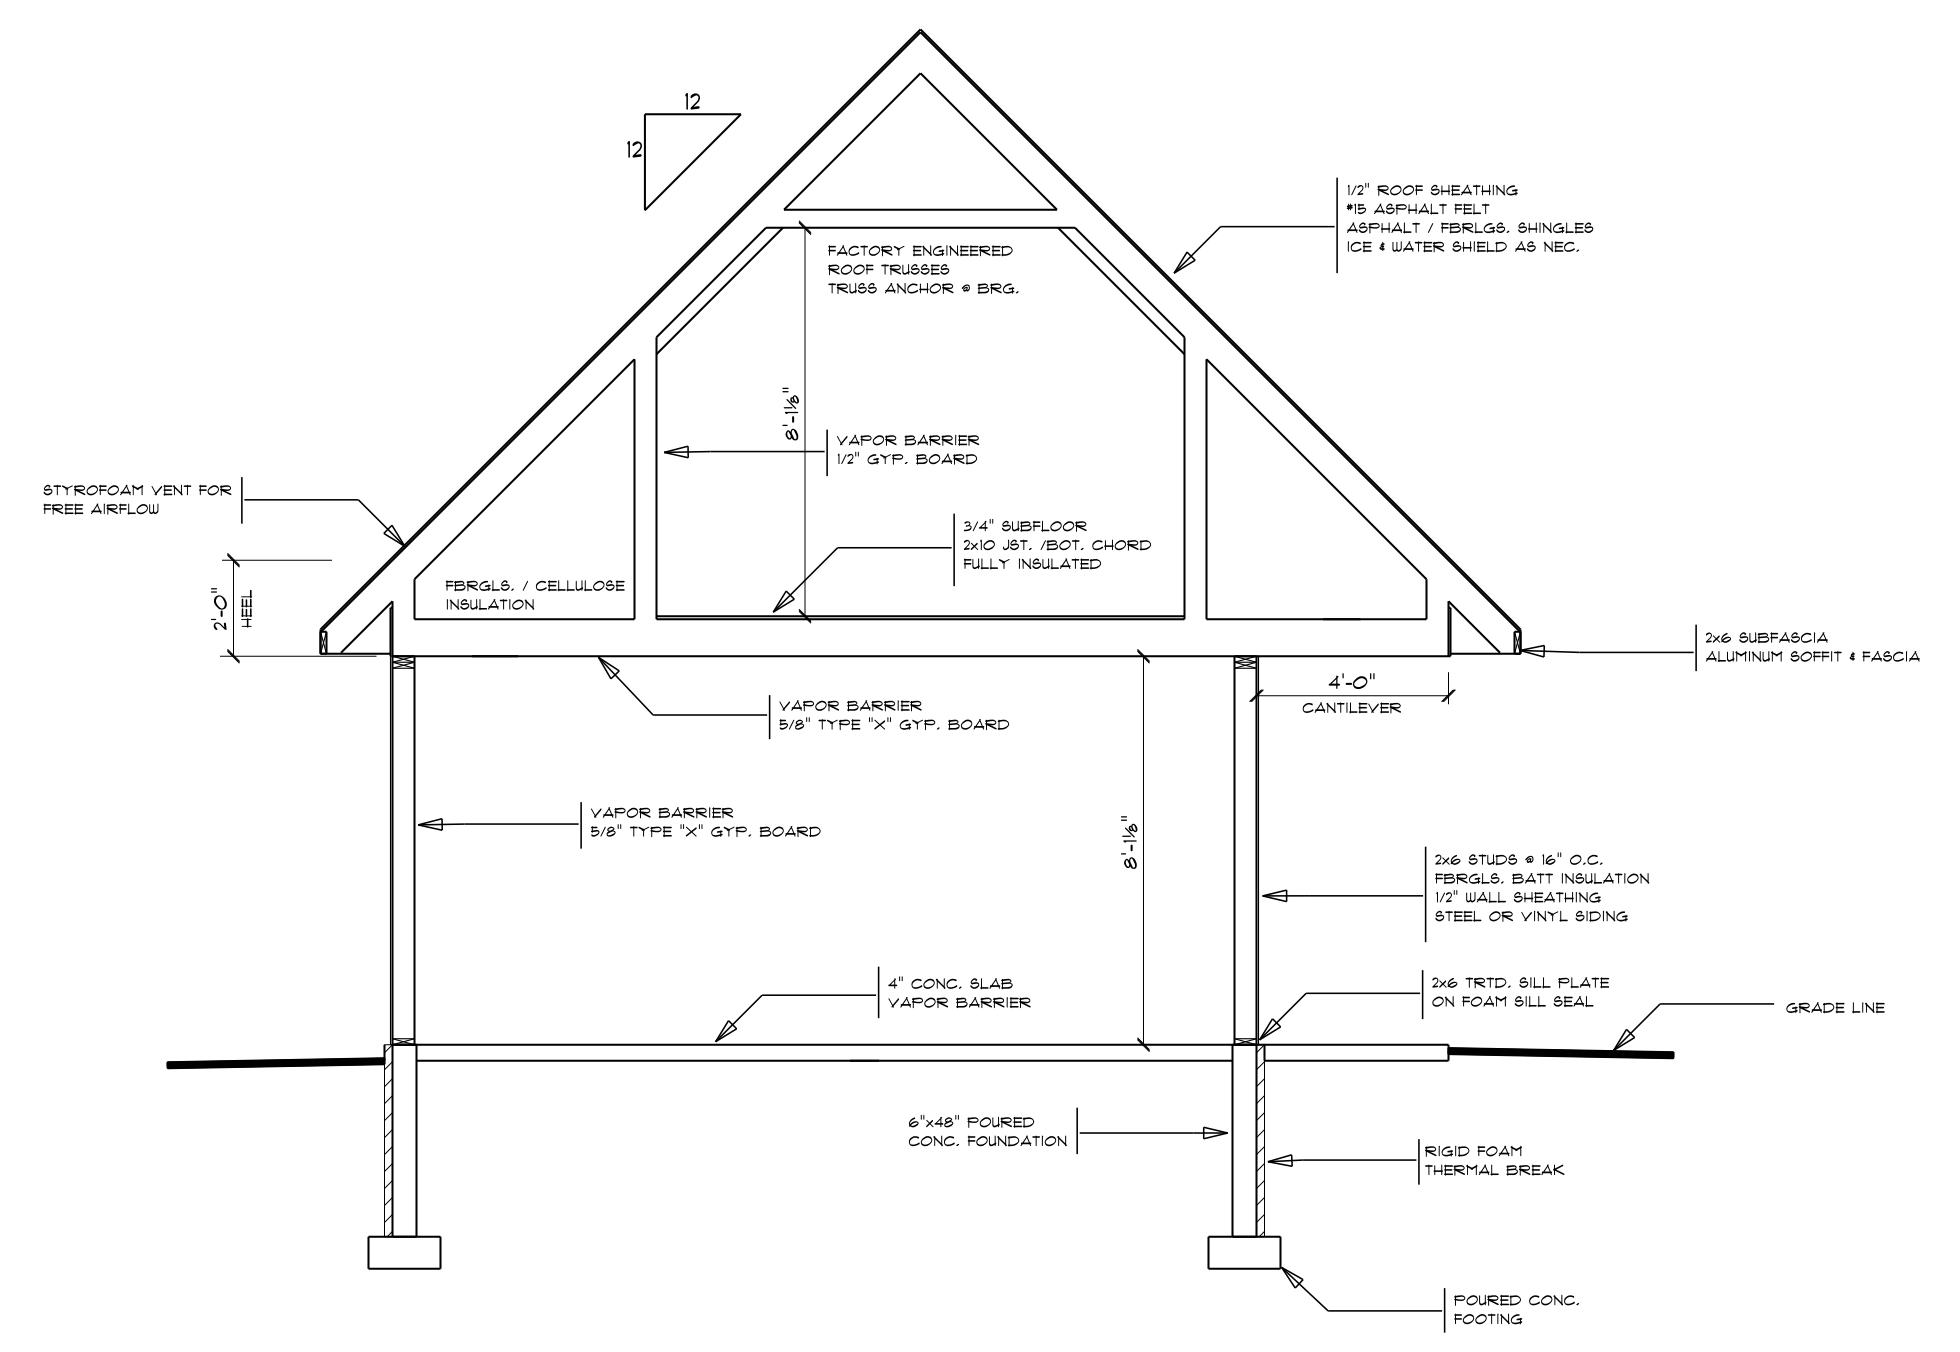 12
12
1/2" ROOF SHEATHING
#15 ASPHALT FELT
ASPHALT / FBRLGS. SHINGLES
ICE & WATER SHIELD AS NEC.
FACTORY ENGINEERED
ROOF TRUSSES
TRUSS ANCHOR @ BRG.
8'-1⅛"
VAPOR BARRIER
1/2" GYP. BOARD
STYROFOAM VENT FOR
FREE AIRFLOW
3/4" SUBFLOOR
2x10 JST. /BOT. CHORD
FULLY INSULATED
FBRGLS. / CELLULOSE
INSULATION
2'-0"
HEEL
2x6 SUBFASCIA
ALUMINUM SOFFIT & FASCIA
4'-0"
CANTILEVER
VAPOR BARRIER
5/8" TYPE "X" GYP. BOARD
VAPOR BARRIER
5/8" TYPE "X" GYP. BOARD
8'-1⅛"
2x6 STUDS @ 16" O.C.
FBRGLS. BATT INSULATION
1/2" WALL SHEATHING
STEEL OR VINYL SIDING
4" CONC. SLAB
VAPOR BARRIER
2x6 TRTD. SILL PLATE
ON FOAM SILL SEAL
GRADE LINE
6"x48" POURED
CONC. FOUNDATION
RIGID FOAM
THERMAL BREAK
POURED CONC.
FOOTING